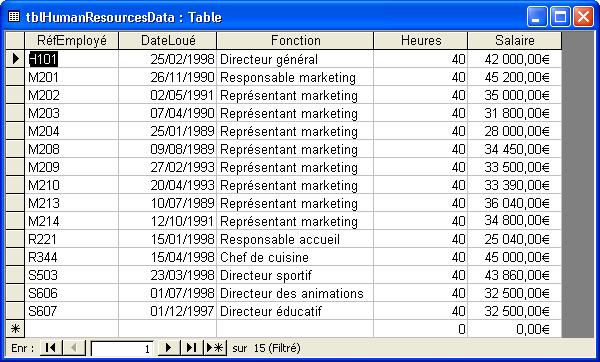 tblHumanResourcesData : Table
RéfEmployé DateLoué Fonction Heures Salaire
H101 25/02/1998 Directeur général 40 42 000,00€
M201 26/11/1990 Responsable marketing 40 45 200,00€
M202 02/05/1991 Représentant marketing 40 35 000,00€
M203 07/04/1990 Représentant marketing 40 31 800,00€
M204 25/01/1989 Représentant marketing 40 28 000,00€
M208 09/08/1989 Représentant marketing 40 34 450,00€
M209 27/02/1993 Représentant marketing 40 33 500,00€
M210 20/04/1993 Représentant marketing 40 33 390,00€
M213 10/07/1989 Représentant marketing 40 36 040,00€
M214 12/10/1991 Représentant marketing 40 34 800,00€
R221 15/01/1998 Responsable accueil 40 25 040,00€
R344 15/04/1998 Chef de cuisine 40 45 000,00€
S503 23/03/1998 Directeur sportif 40 43 860,00€
S606 01/07/1998 Directeur des animations 40 32 500,00€
S607 01/12/1997 Directeur éducatif 40 32 500,00€
0 0,00€
Enr : 1 sur 15 (Filtré)